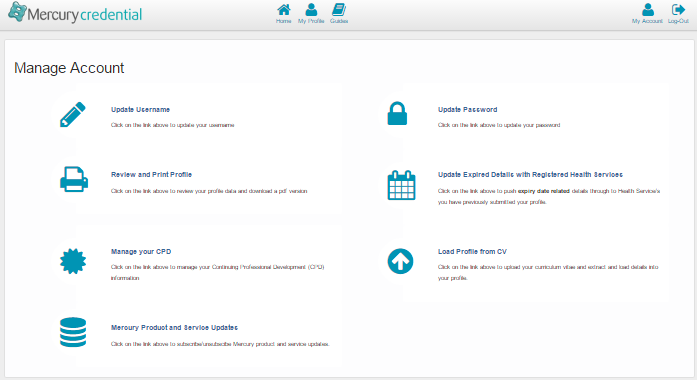 Mercury credential
Home My Profile Guides My Account Log-Out
Manage Account
Update Username
Click on the link above to update your username
Update Password
Click on the link above to update your password
Review and Print Profile
Click on the link above to review your profile data and download a pdf version
Update Expired Details with Registered Health Services
Click on the link above to push expiry date related details through to Health Service's
you have previously submitted your profile.
Manage your CPD
Click on the link above to manage your Continuing Professional Development (CPD)
information
Load Profile from CV
Click on the link above to upload your curriculum vitae and extract and load details into
your profile.
Mercury Product and Service Updates
Click on the link above to subscribe/unsubscribe Mercury product and service updates.